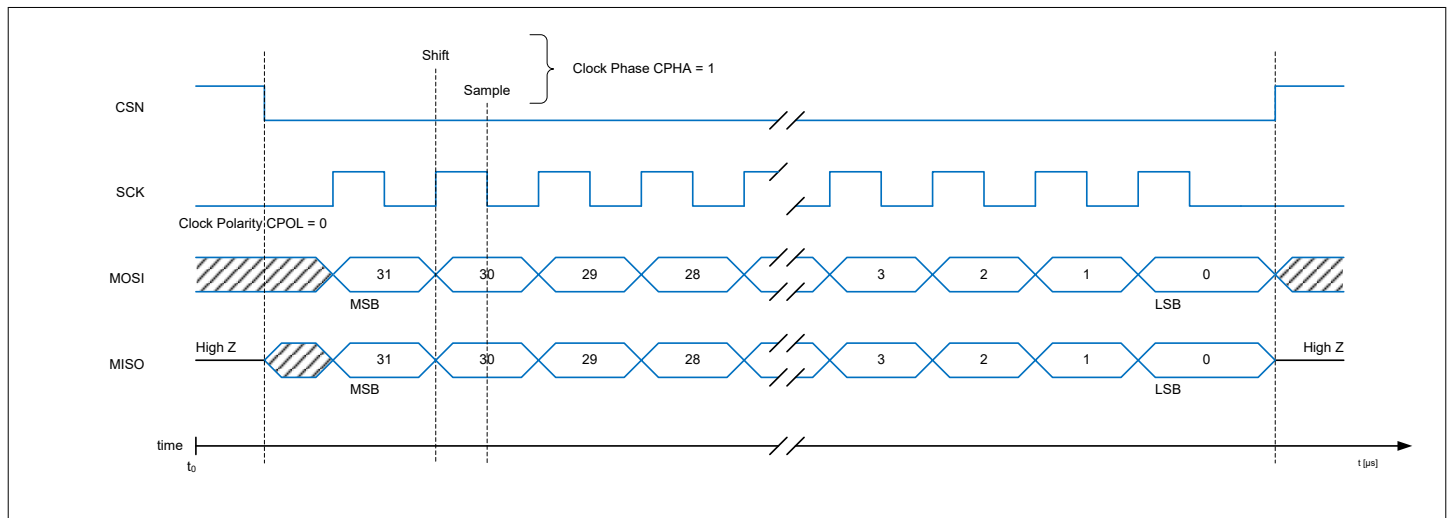 Shift
Clock Phase CPHA = 1
Sample
CSN
SCK
Clock Polarity CPOL = 0
MOSI
31 30 29 28 3 2 1 0
MSB LSB
High Z High Z
MISO
31 30 29 28 3 2 1 0
MSB LSB
time
t0
t [µs]